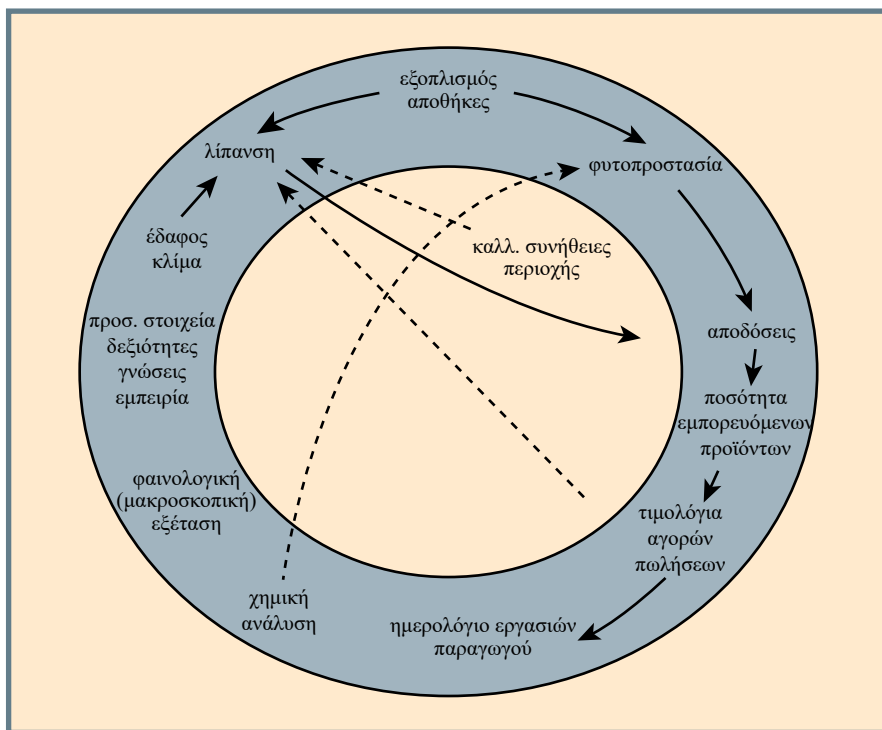 εξοπλισμός
αποθήκες
λίπανση
φυτοπροστασία
έδαφος
κλίμα
καλλ. συνήθειες
περιοχής
προσ. στοιχεία
δεξιότητες
γνώσεις
εμπειρία
αποδόσεις
ποσότητα
εμπορευόμενων
προϊόντων
φαινολογική
(μακροσκοπική)
εξέταση
τιμολόγια
αγορών
πωλήσεων
χημική
ανάλυση
ημερολόγιο εργασιών
παραγωγού